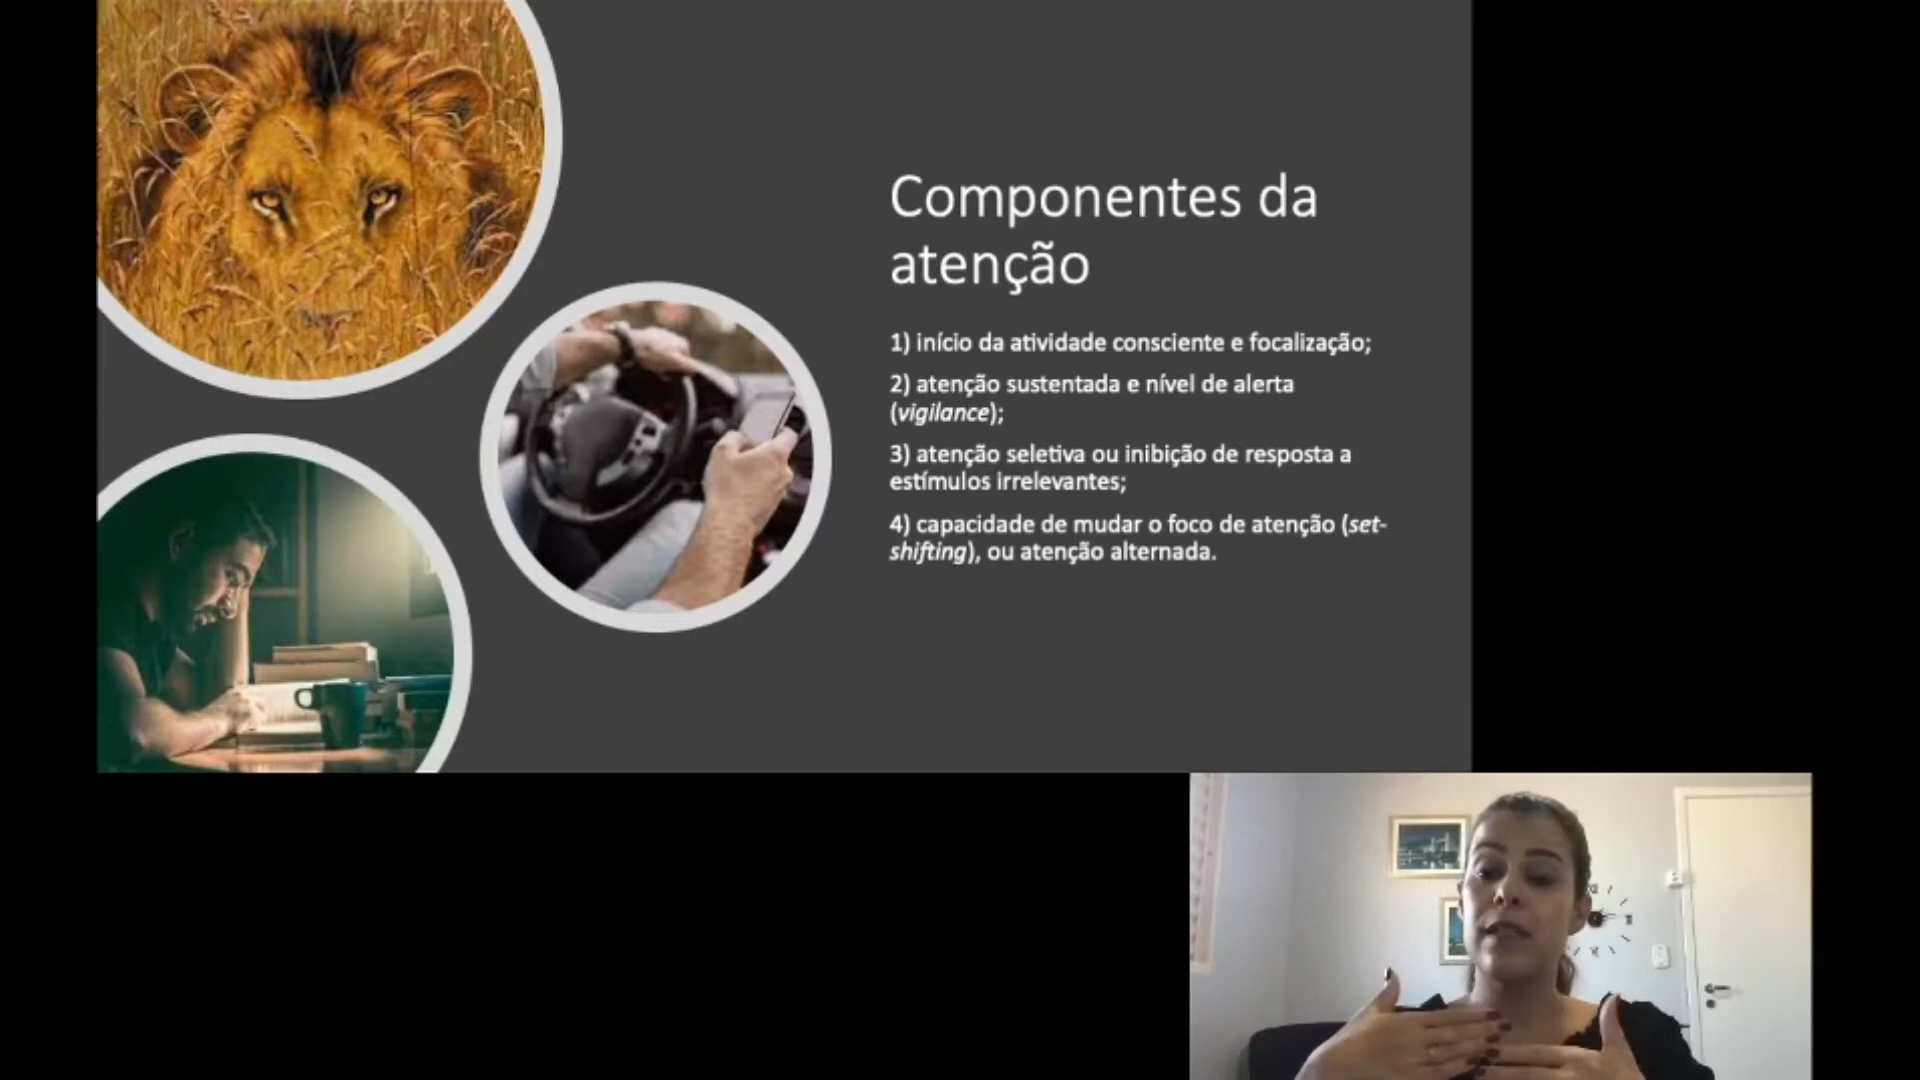 Componentes da
atenção
1) início da atividade consciente e focalização;
2) atenção sustentada e nível de alerta
(vigilance);
3) atenção seletiva ou inibição de resposta a
estímulos irrelevantes;
4) capacidade de mudar o foco de atenção (set-
shifting), ou atenção alternada.